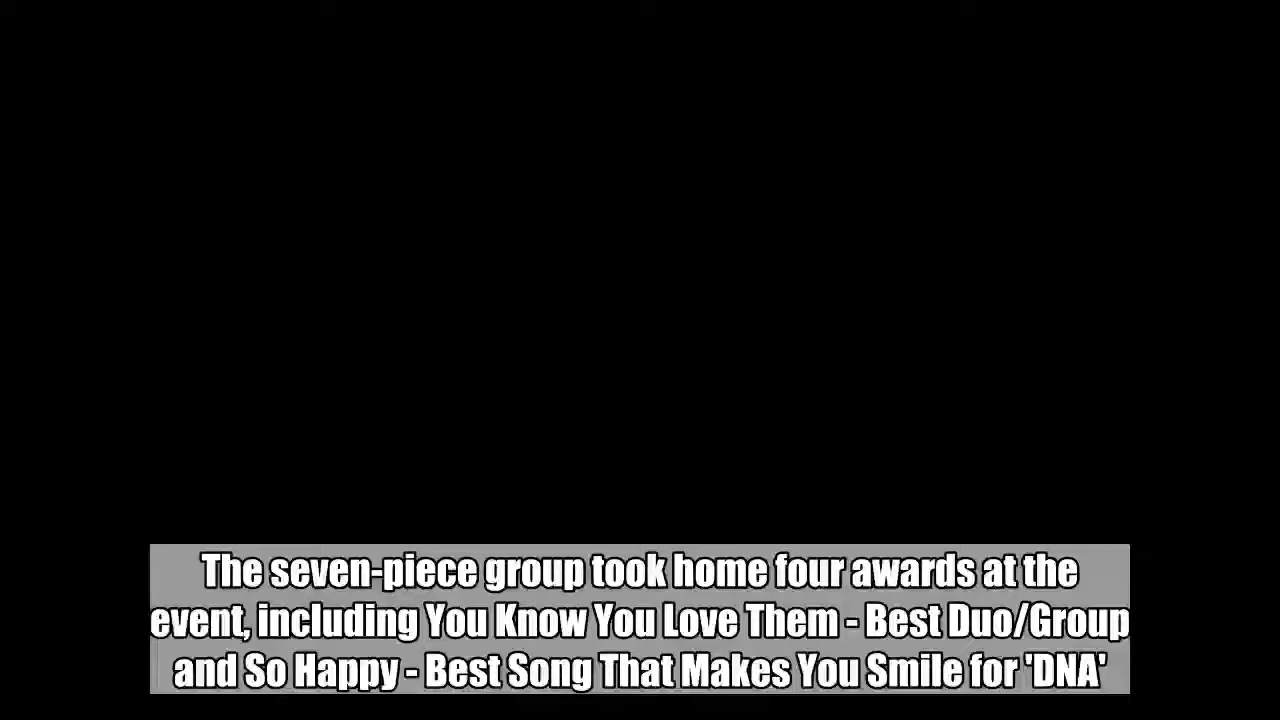 The seven-piece group took home four awards at the
event, including You Know You Love Them - Best Duo/Group
and So Happy - Best Song That Makes You Smile for 'DNA'